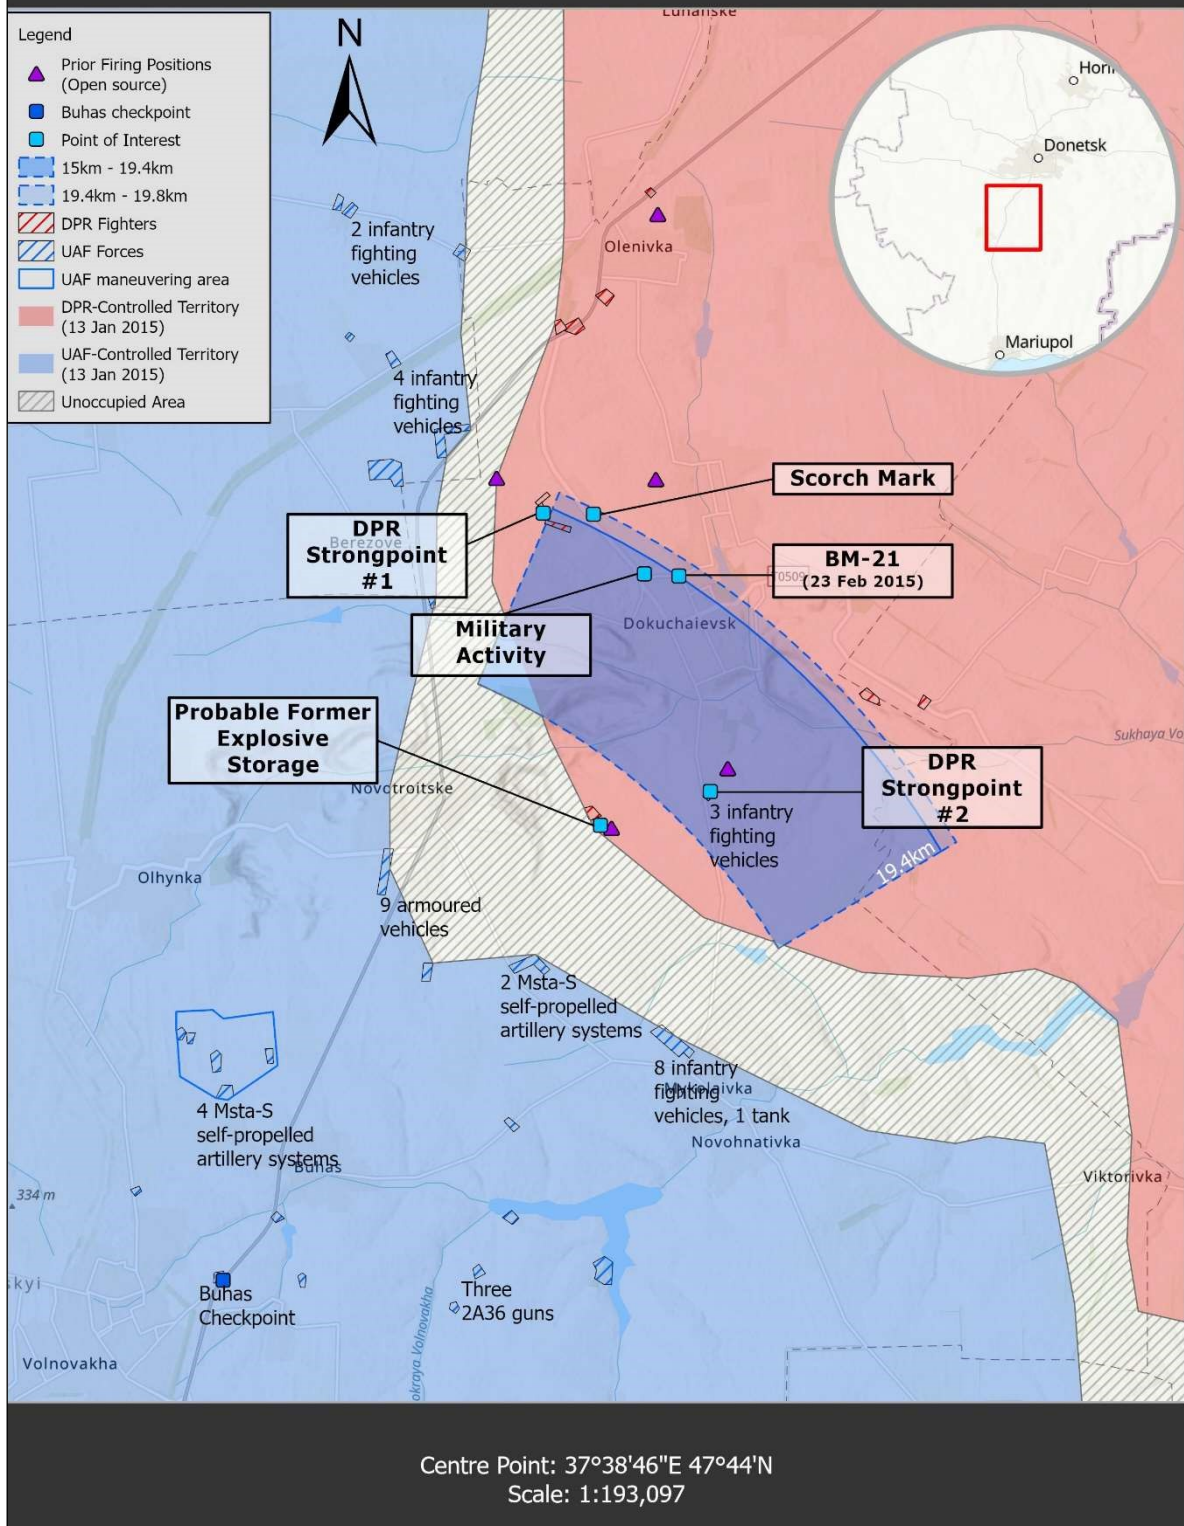 Luhanske
Legend
Prior Firing Positions
(Open source)
Buhas checkpoint
Point of Interest
15km - 19.4km
19.4km - 19.8km
DPR Fighters
UAF Forces
UAF maneuvering area
DPR-Controlled Territory
(13 Jan 2015)
UAF-Controlled Territory
(13 Jan 2015)
Unoccupied Area
N
Donetsk
Mariupol
2 infantry
fighting
vehicles
Olenivka
4 infantry
fighting
vehicles
Scorch Mark
DPR
Strongpoint
#1
Berezove
BM-21
(23 Feb 2015)
T0509
Military
Activity
Dokuchaievsk
Probable Former
Explosive
Storage
Novotroitske
Sukhaya Vo
DPR
Strongpoint
#2
3 infantry
fighting
vehicles
19.4km
Olhynka
9 armoured
vehicles
2 Msta-S
self-propelled
artillery systems
8 infantry
fighting
vehicles, 1 tank
Mykolaivka
Novohnativka
4 Msta-S
self-propelled
artillery systems
Buhas
Viktorivka
334 m
skyi
Buhas
Checkpoint
Three
2A36 guns
okraya Volnovakha
Volnovakha
Centre Point: 37°38'46"E 47°44'N
Scale: 1:193,097